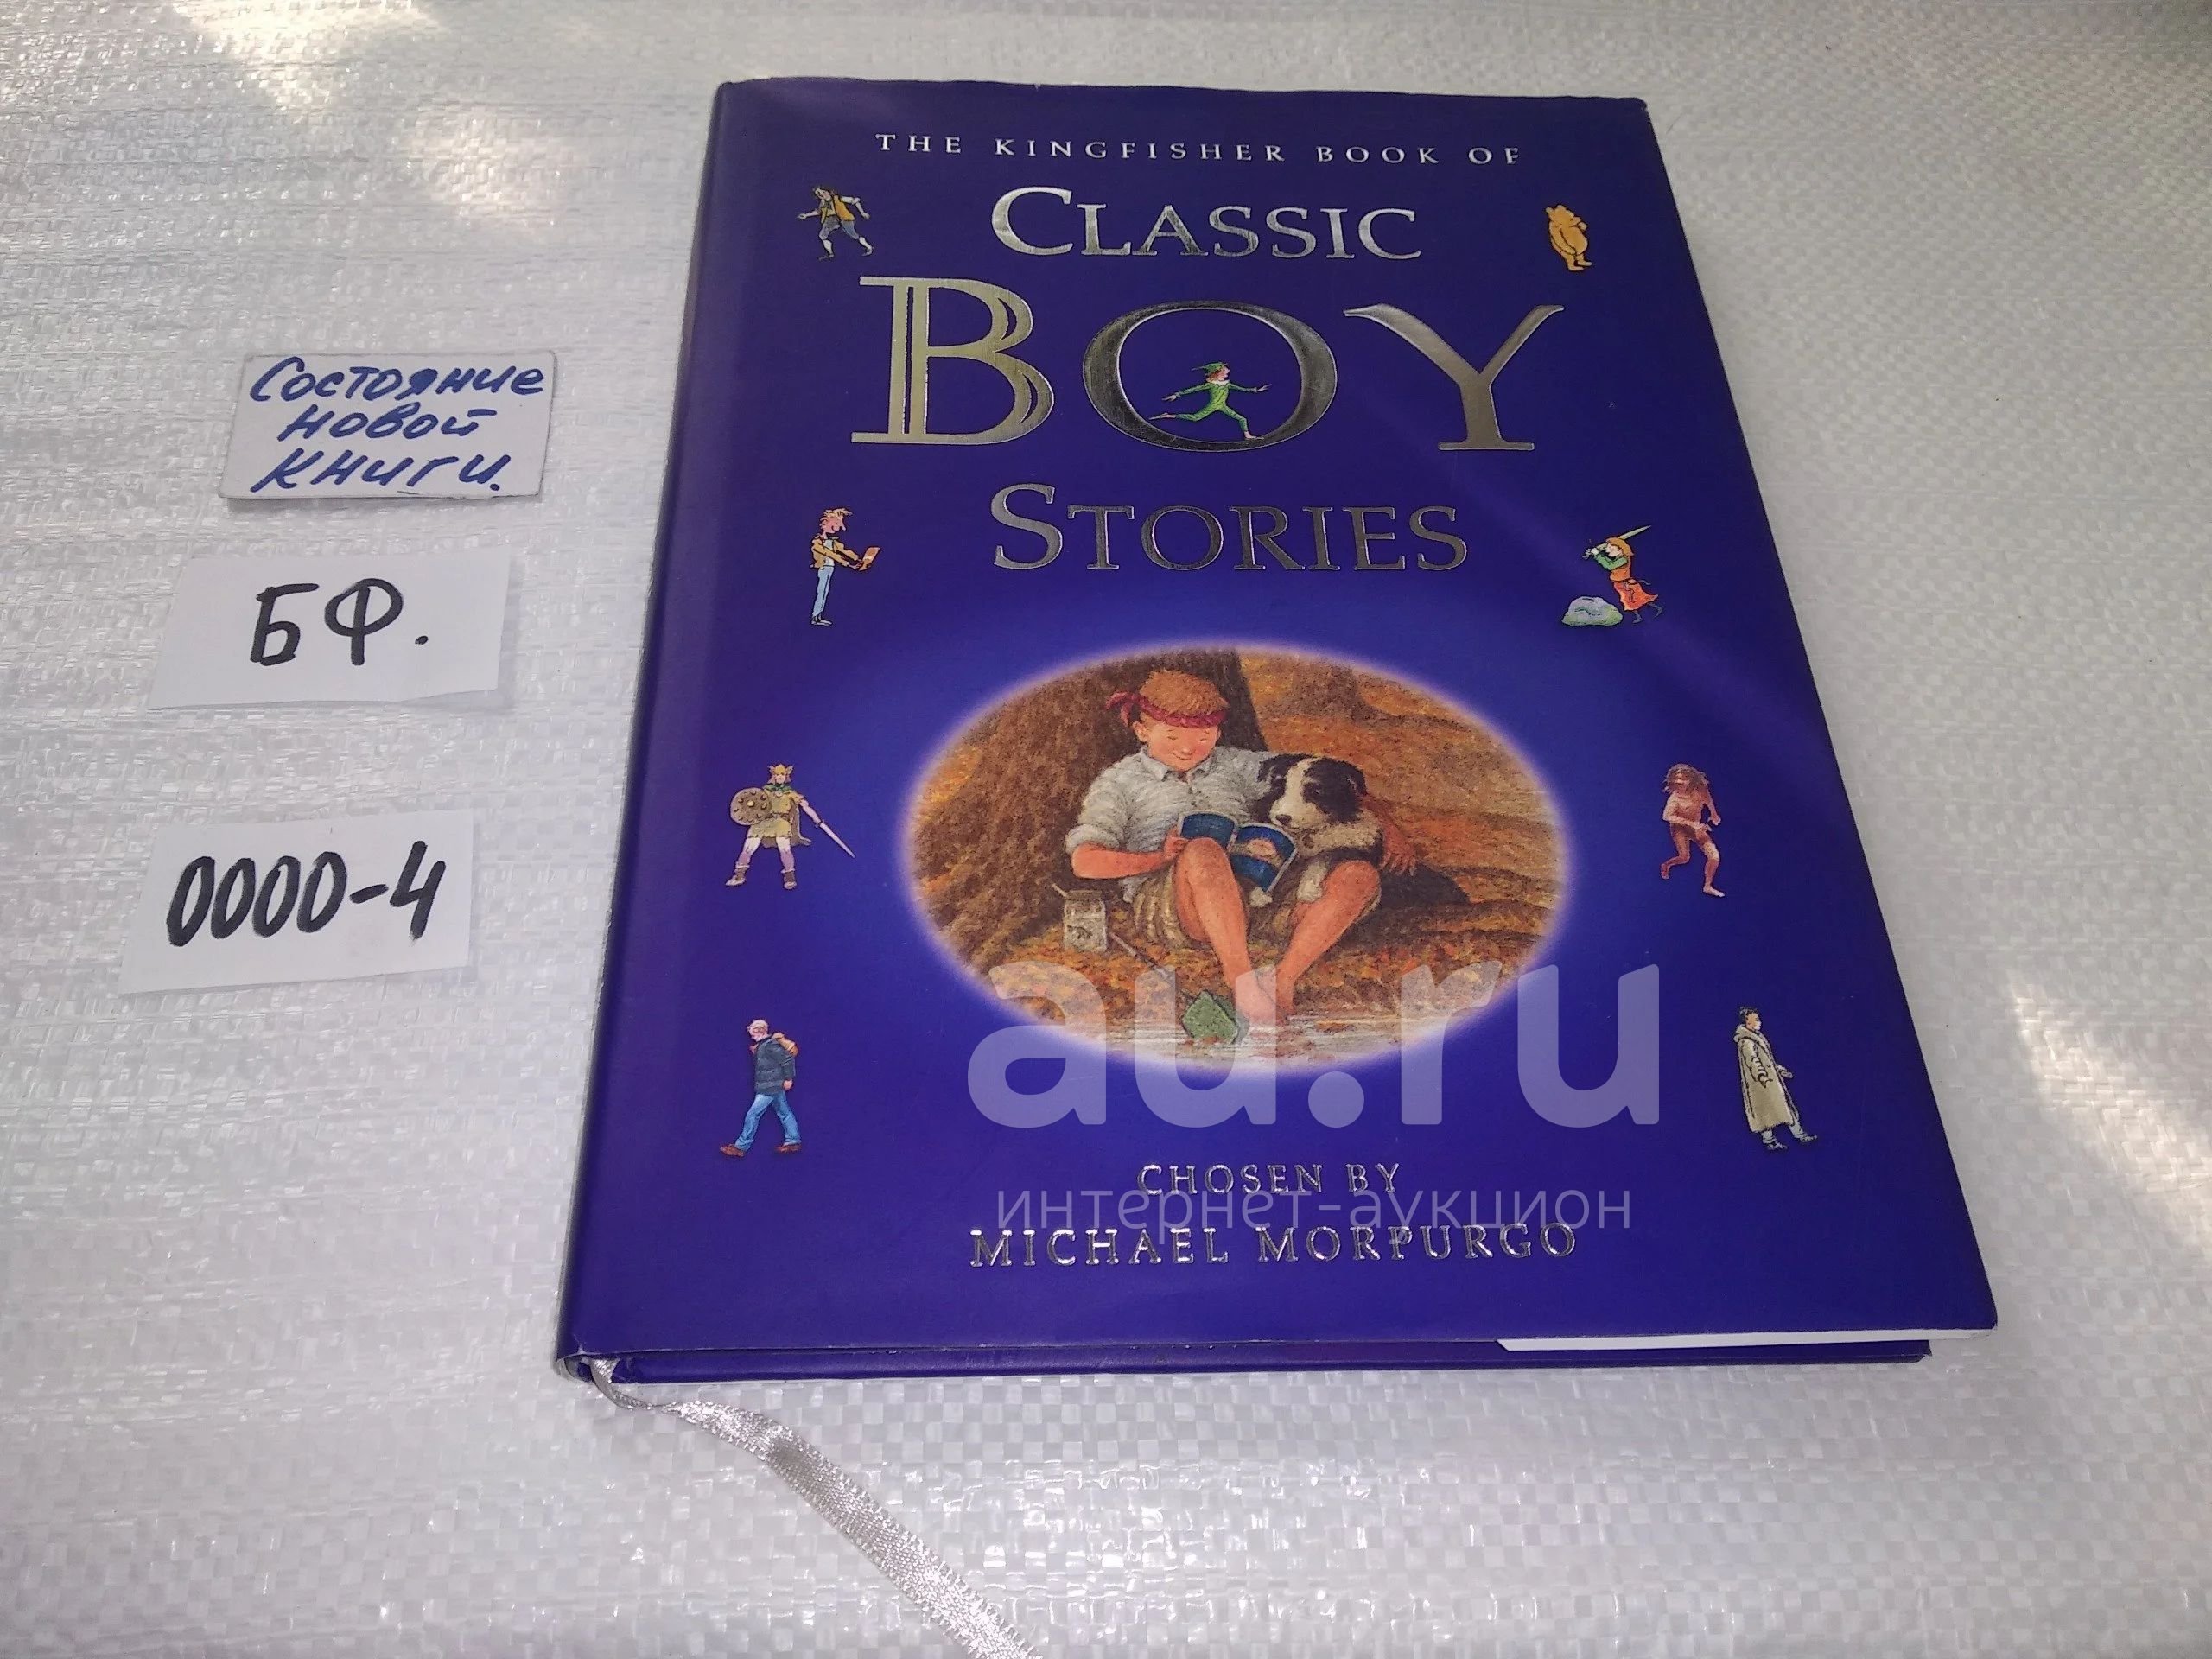 THE KINGFISHER BOOK OF
CLASSIC
BOY
STORIES
CHOSEN BY
MICHAEL MORPURGO
Состояние
новой
книги.
БФ.
0000-4
au.ru
интернет-аукцион